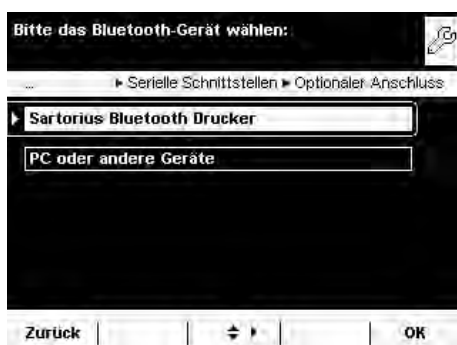 Bitte das Bluetooth-Gerät wählen:
... ▸ Serielle Schnittstellen ▸ Optionaler Anschluss
Sartorius Bluetooth Drucker
PC oder andere Geräte
Zurück OK